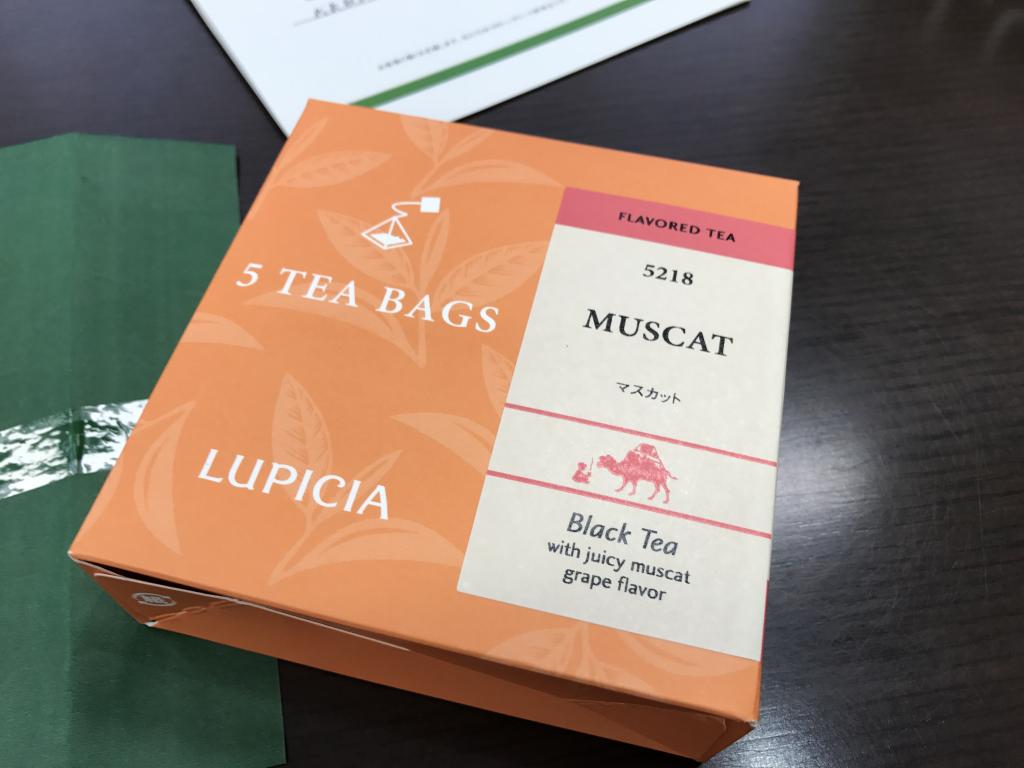 5 TEA BAGS
LUPICIA
FLAVORED TEA
5218
MUSCAT
マスカット
Black Tea
with juicy muscat
grape flavor